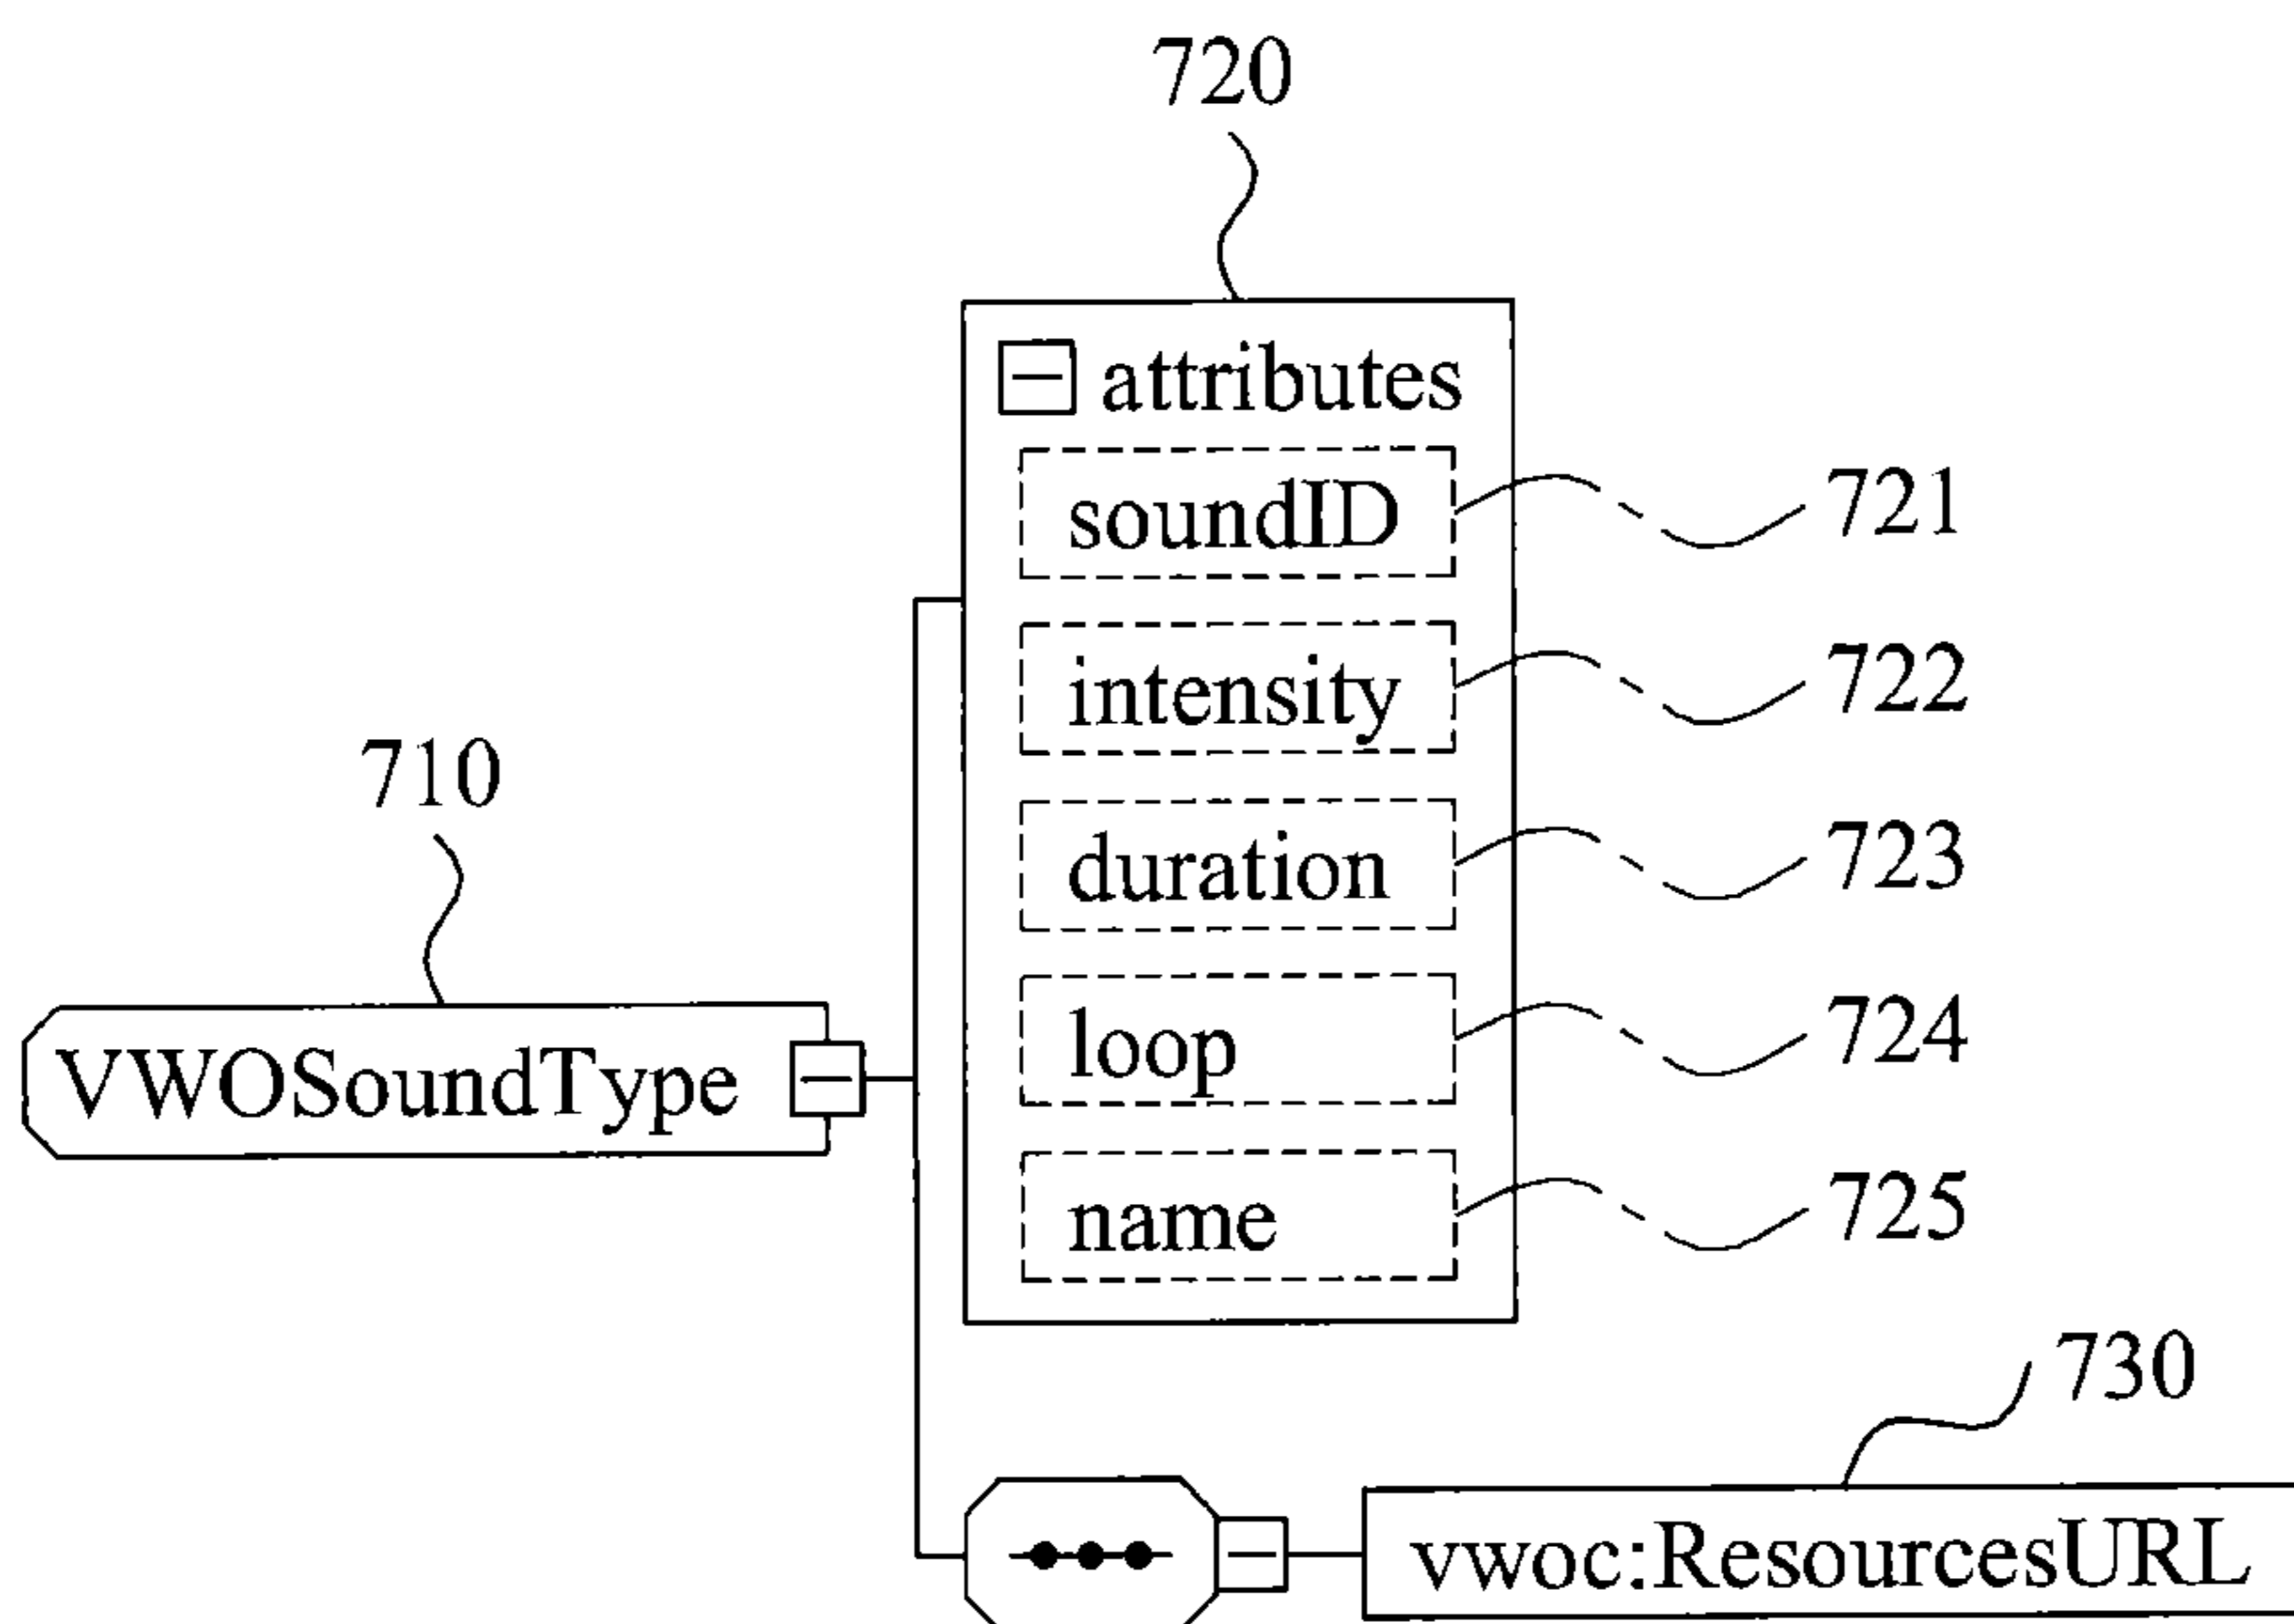 720
attributes
soundID 721
intensity 722
710
duration 723
loop 724
VWOSoundType
name 725
730
vwoc:ResourcesURL